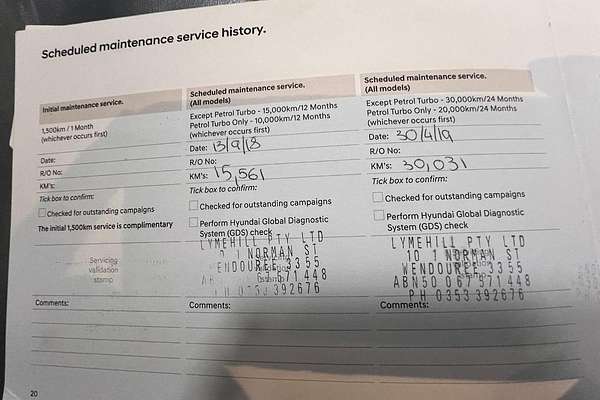 Scheduled maintenance service history.
Initial maintenance service.
1,500km / 1 Month
(whichever occurs first)
Date:
R/O No:
KM's:
Tick box to confirm:
Checked for outstanding campaigns
The initial 1,500km service is complimentary
Servicing
validation
stamp
Comments:
Scheduled maintenance service.
(All models)
Except Petrol Turbo - 15,000km/12 Months
Petrol Turbo Only - 10,000km/12 Months
(whichever occurs first)
Date: 13/9/18
R/O No:
KM's: 15,561
Tick box to confirm:
Checked for outstanding campaigns
Perform Hyundai Global Diagnostic
System (GDS) check
LYMEHILL PTY LTD
NORMAN ST
WENDOUREE 3355
67 571 448
392676
Comments:
Scheduled maintenance service.
(All models)
Except Petrol Turbo - 30,000km/24 Months
Petrol Turbo Only - 20,000km/24 Months
(whichever occurs first)
Date: 30/4/19
R/O No:
KM's: 30,031
Tick box to confirm:
Checked for outstanding campaigns
Perform Hyundai Global Diagnostic
System (GDS) check
LYMEHILL PTY LTD
NORMAN ST
WENDOUREE 3355
ABN50 067 571 448
PH 0353 392676
Comments:
20